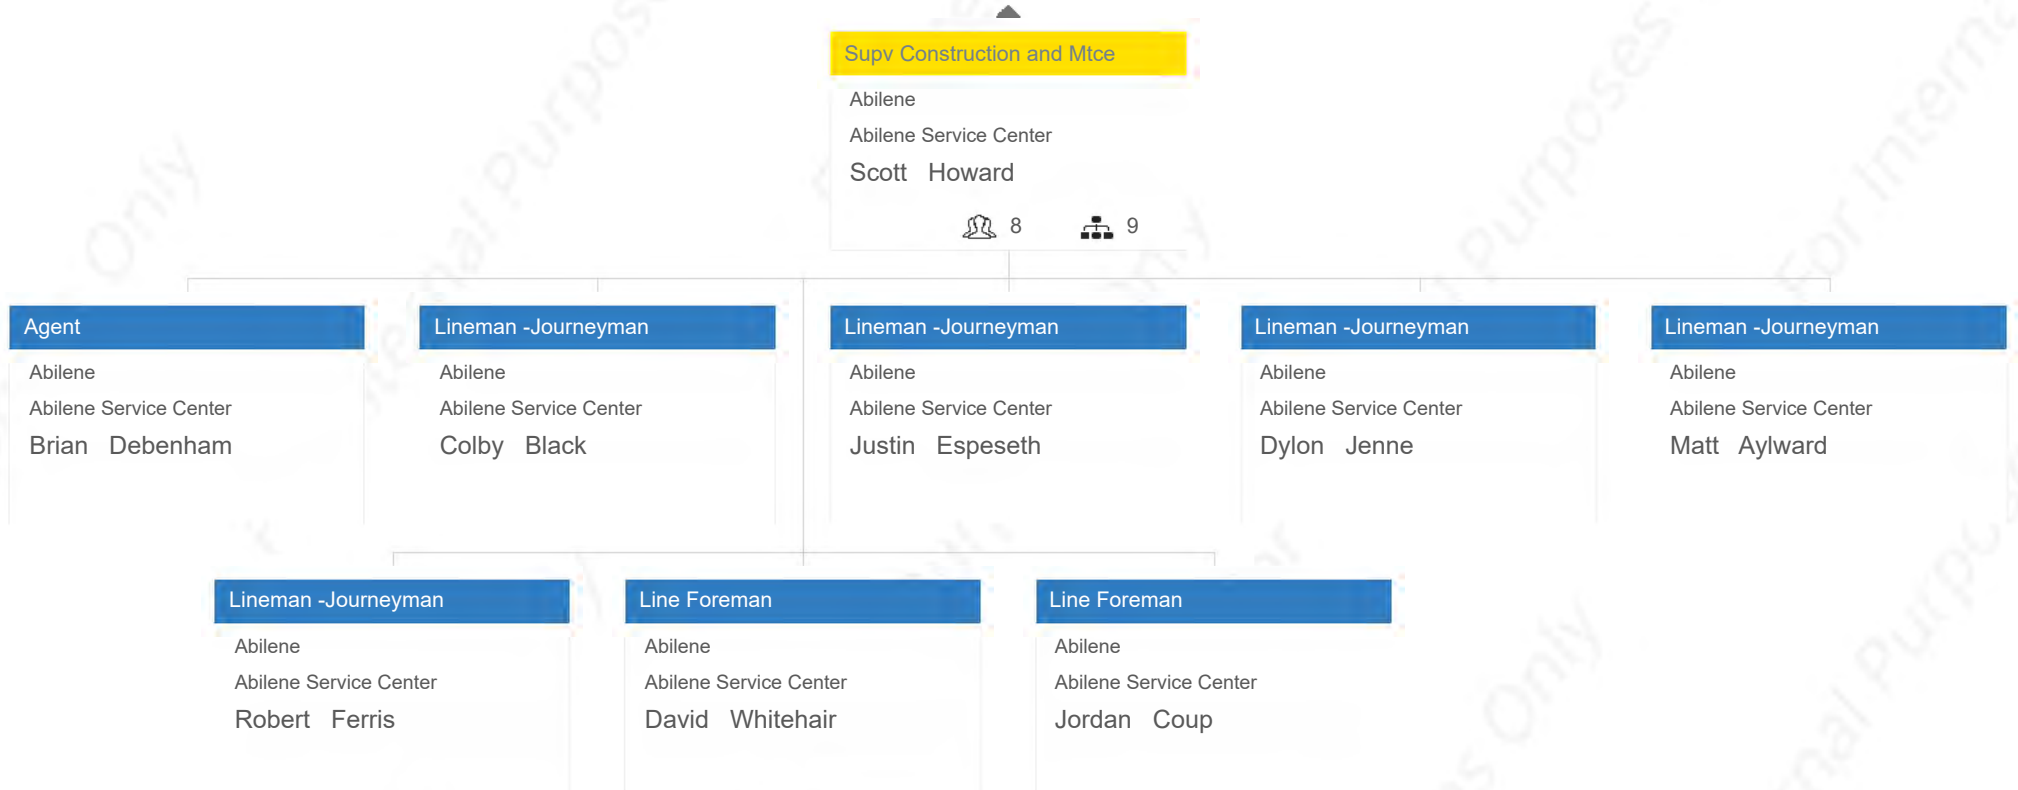 Supv Construction and Mtce
Abilene
Abilene Service Center
Scott Howard
8 9
Agent
Abilene
Abilene Service Center
Brian Debenham
Lineman -Journeyman
Abilene
Abilene Service Center
Colby Black
Lineman -Journeyman
Abilene
Abilene Service Center
Justin Espeseth
Lineman -Journeyman
Abilene
Abilene Service Center
Dylon Jenne
Lineman -Journeyman
Abilene
Abilene Service Center
Matt Aylward
Lineman -Journeyman
Abilene
Abilene Service Center
Robert Ferris
Line Foreman
Abilene
Abilene Service Center
David Whitehair
Line Foreman
Abilene
Abilene Service Center
Jordan Coup